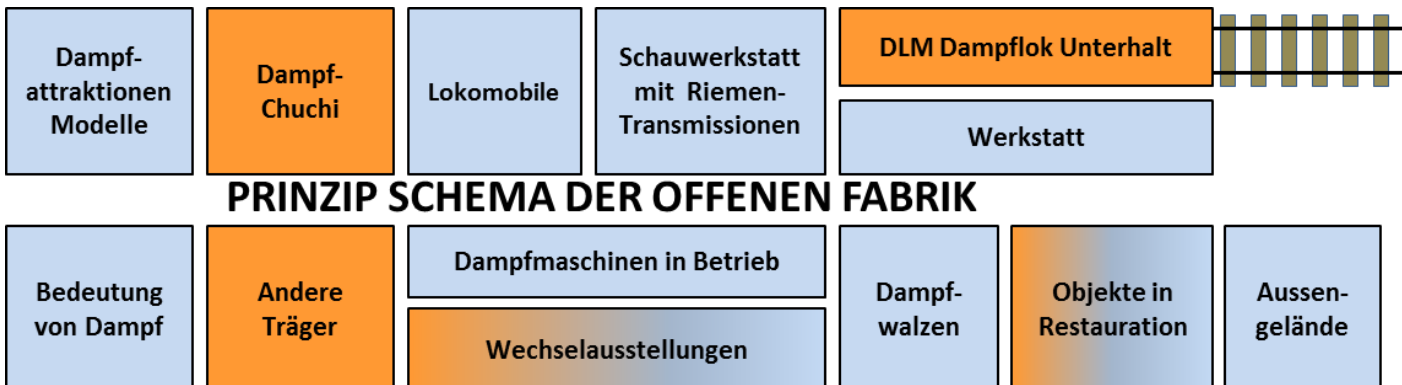 Dampf-
attraktionen
Modelle
Dampf-
Chuchi
Lokomobile
Schauwerkstatt
mit Riemen-
Transmissionen
DLM Dampflok Unterhalt
Werkstatt
PRINZIP SCHEMA DER OFFENEN FABRIK
Bedeutung
von Dampf
Andere
Träger
Dampfmaschinen in Betrieb
Wechselausstellungen
Dampf-
walzen
Objekte in
Restauration
Aussen-
gelände